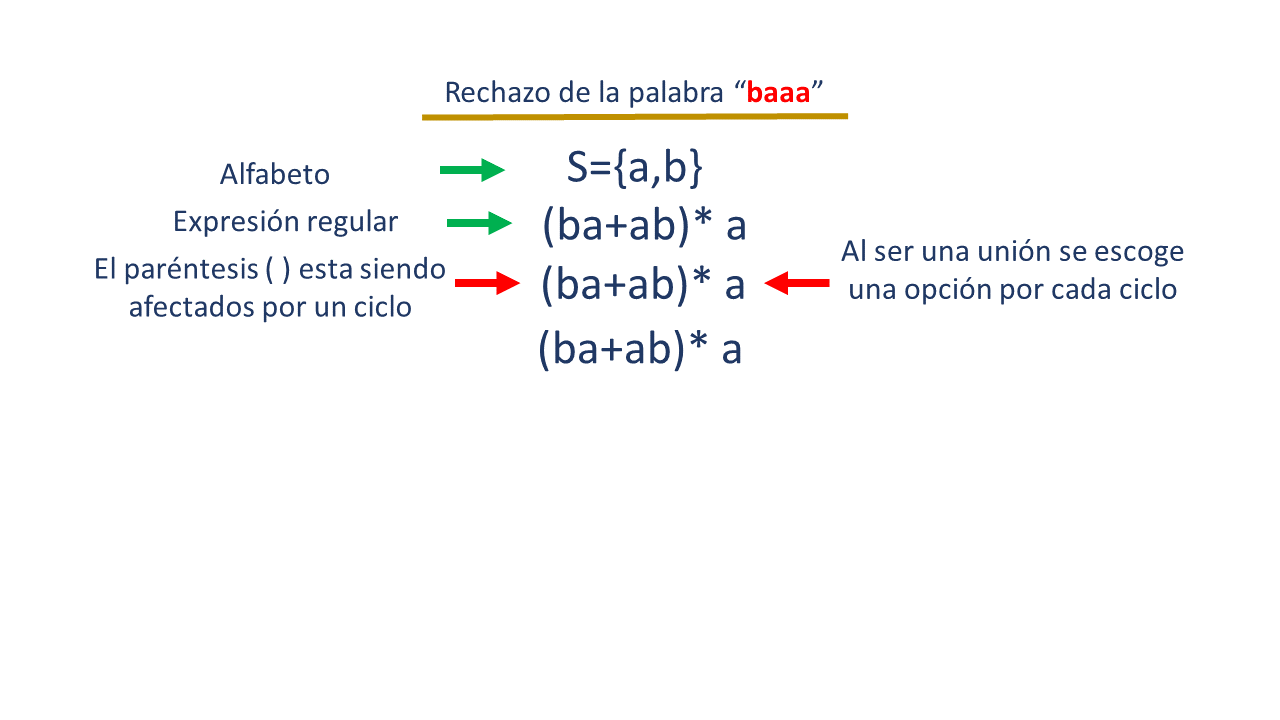 Rechazo de la palabra “baaa”
Alfabeto
S={a,b}
Expresión regular
(ba+ab)* a
El paréntesis ( ) esta siendo
afectados por un ciclo
(ba+ab)* a
Al ser una unión se escoge
una opción por cada ciclo
(ba+ab)* a